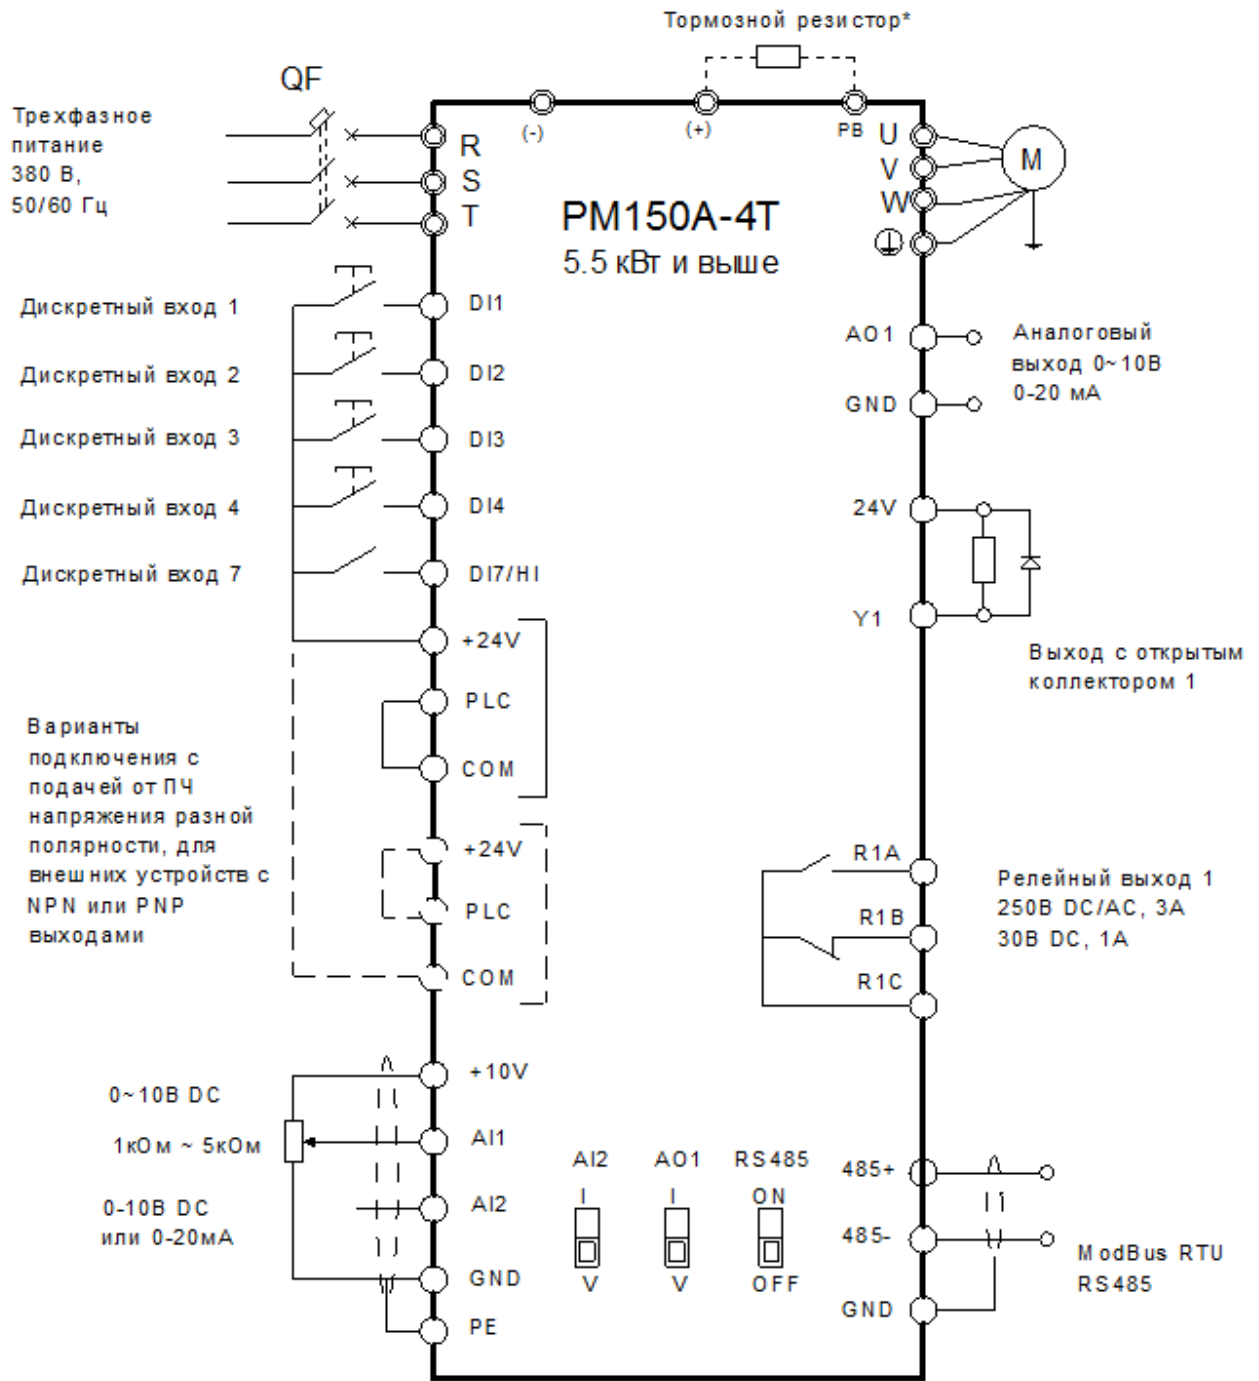 Тормозной резистор*
QF
Трехфазное
питание
380 В,
50/60 Гц
(-)
(+)
PB
R
S
T
U
V
W
M
PM150A-4T
5.5 кВт и выше
Дискретный вход 1
DI1
Дискретный вход 2
DI2
Дискретный вход 3
DI3
Дискретный вход 4
DI4
Дискретный вход 7
DI7/HI
+24V
PLC
COM
Варианты
подключения с
подачей от ПЧ
напряжения разной
полярности, для
внешних устройств с
NPN или PNP
выходами
+24V
PLC
COM
AO1
GND
Аналоговый
выход 0~10В
0-20 мА
24V
Y1
Выход с открытым
коллектором 1
R1A
R1B
R1C
Релейный выход 1
250В DC/AC, 3А
30В DC, 1А
0~10В DC
1кОм ~ 5кОм
0-10В DC
или 0-20мА
+10V
AI1
AI2
GND
PE
AI2
I
V
AO1
I
V
RS485
ON
OFF
485+
485-
GND
ModBus RTU
RS485